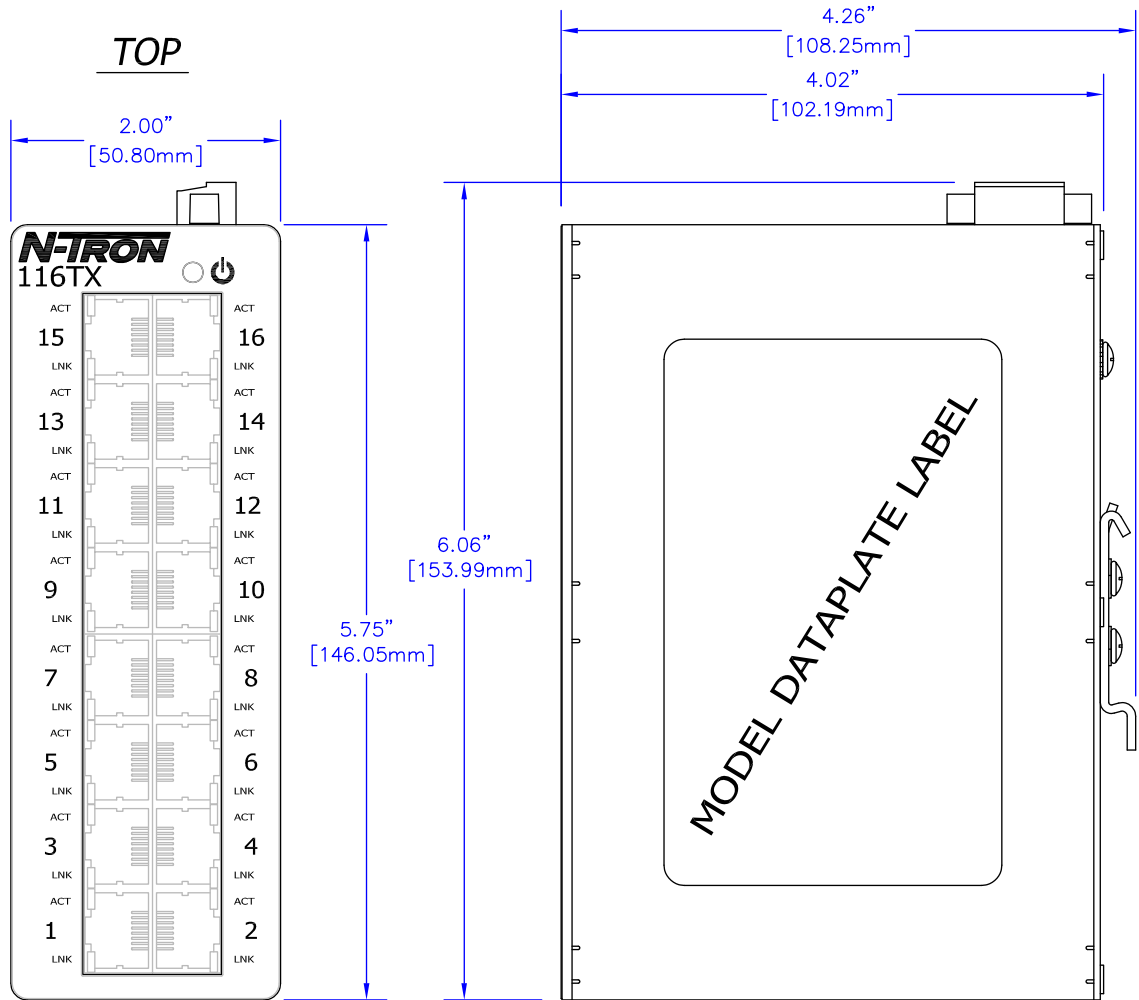 TOP
4.26”
[108.25mm]
4.02”
[102.19mm]
2.00”
[50.80mm]
N-TRON
116TX
ACT ACT
15 16
LNK LNK
ACT ACT
13 14
LNK LNK
ACT ACT
11 12
LNK LNK
ACT ACT
9 10
LNK LNK
ACT ACT
7 8
LNK LNK
ACT ACT
5 6
LNK LNK
ACT ACT
3 4
LNK LNK
ACT ACT
1 2
LNK LNK
5.75”
[146.05mm]
6.06”
[153.99mm]
MODEL DATAPLATE LABEL